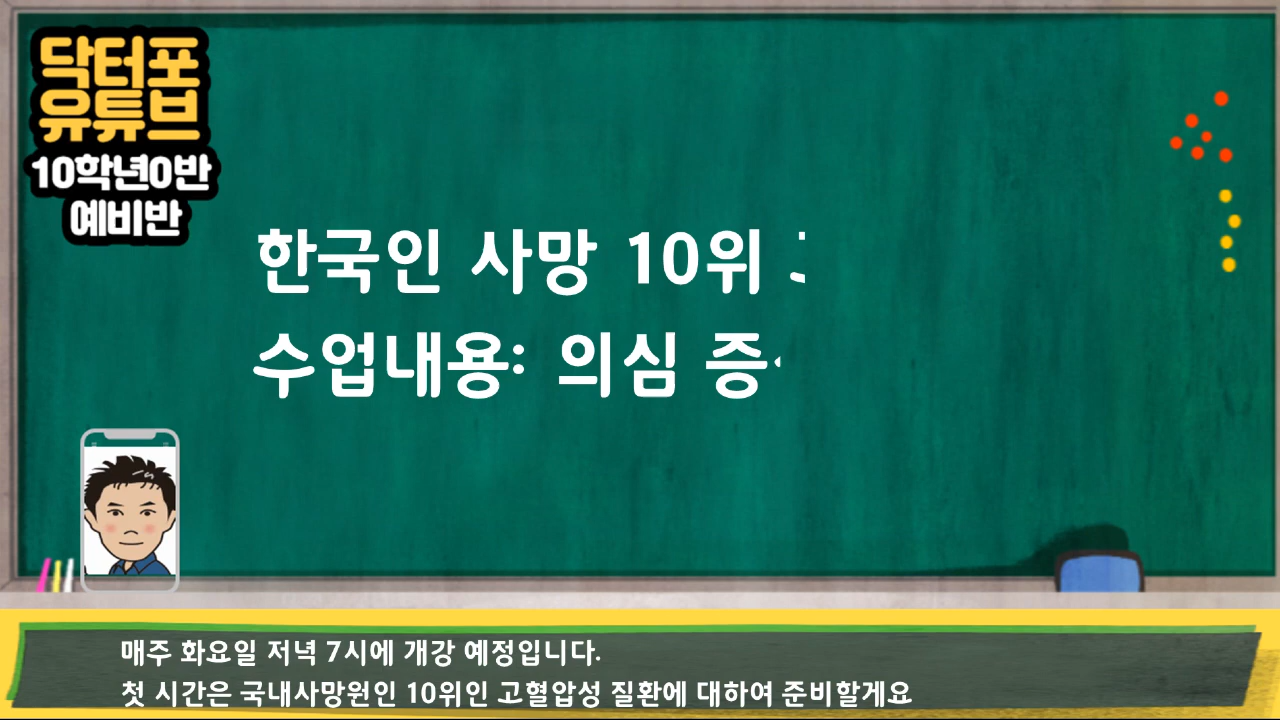 닥터포
유튜브
10학년0반
예비반
한국인 사망 10위
수업내용: 의심
매주 화요일 저녁 7시에 개강 예정입니다.
첫 시간은 국내사망원인 10위인 고혈압성 질환에 대하여 준비할게요